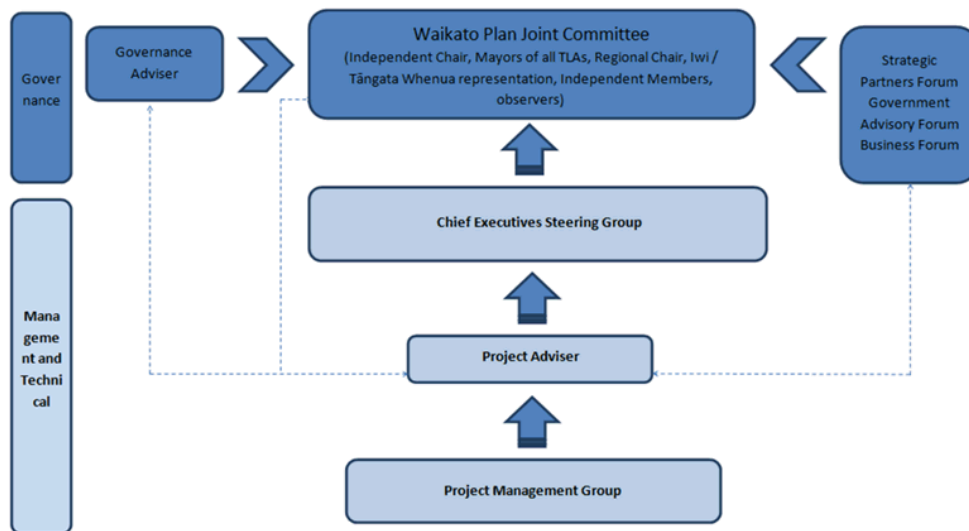 Gover
nance
Governance
Adviser
Waikato Plan Joint Committee
(Independent Chair, Mayors of all TLAs, Regional Chair, Iwi /
Tāngata Whenua representation, Independent Members,
observers)
Strategic
Partners Forum
Government
Advisory Forum
Business Forum
Chief Executives Steering Group
Mana
geme
nt and
Techni
cal
Project Adviser
Project Management Group